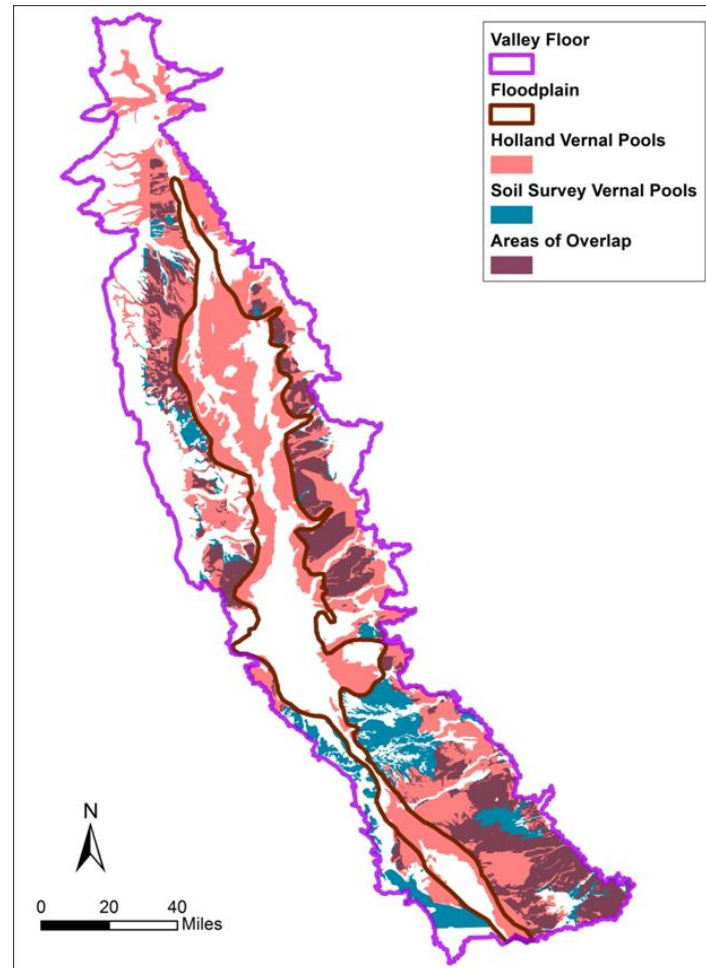 Valley Floor
Floodplain
Holland Vernal Pools
Soil Survey Vernal Pools
Areas of Overlap
N
0 20 40
Miles